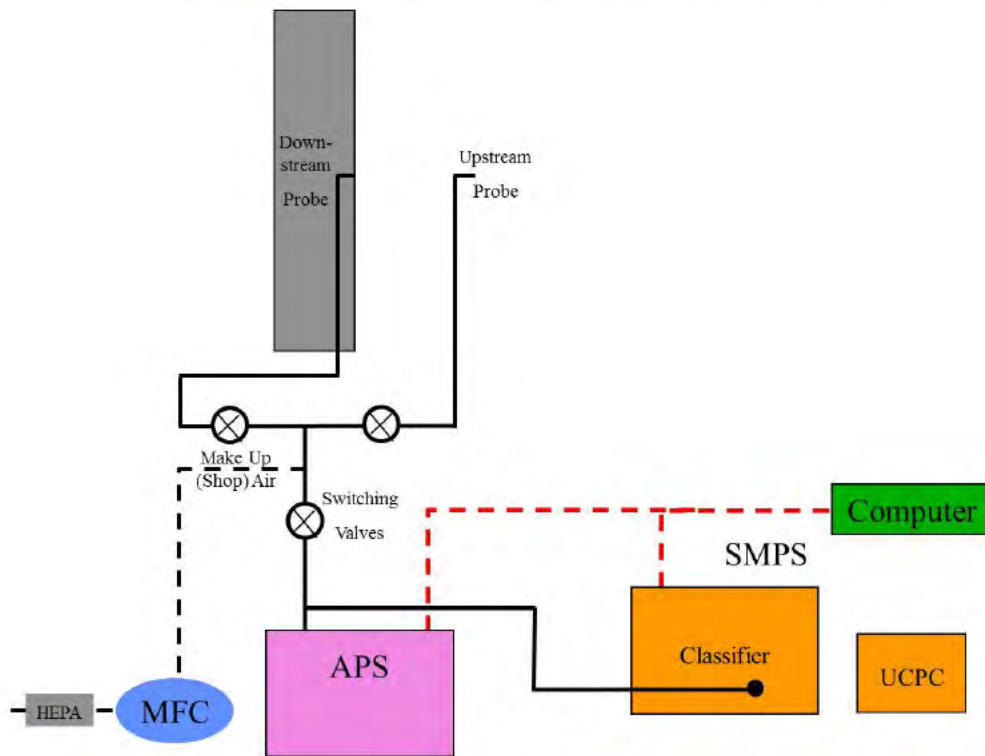 Down-
stream
Probe
Upstream
Probe
Make Up
(Shop) Air
Switching
Valves
Computer
SMPS
Classifier
UCPC
APS
MFC
HEPA